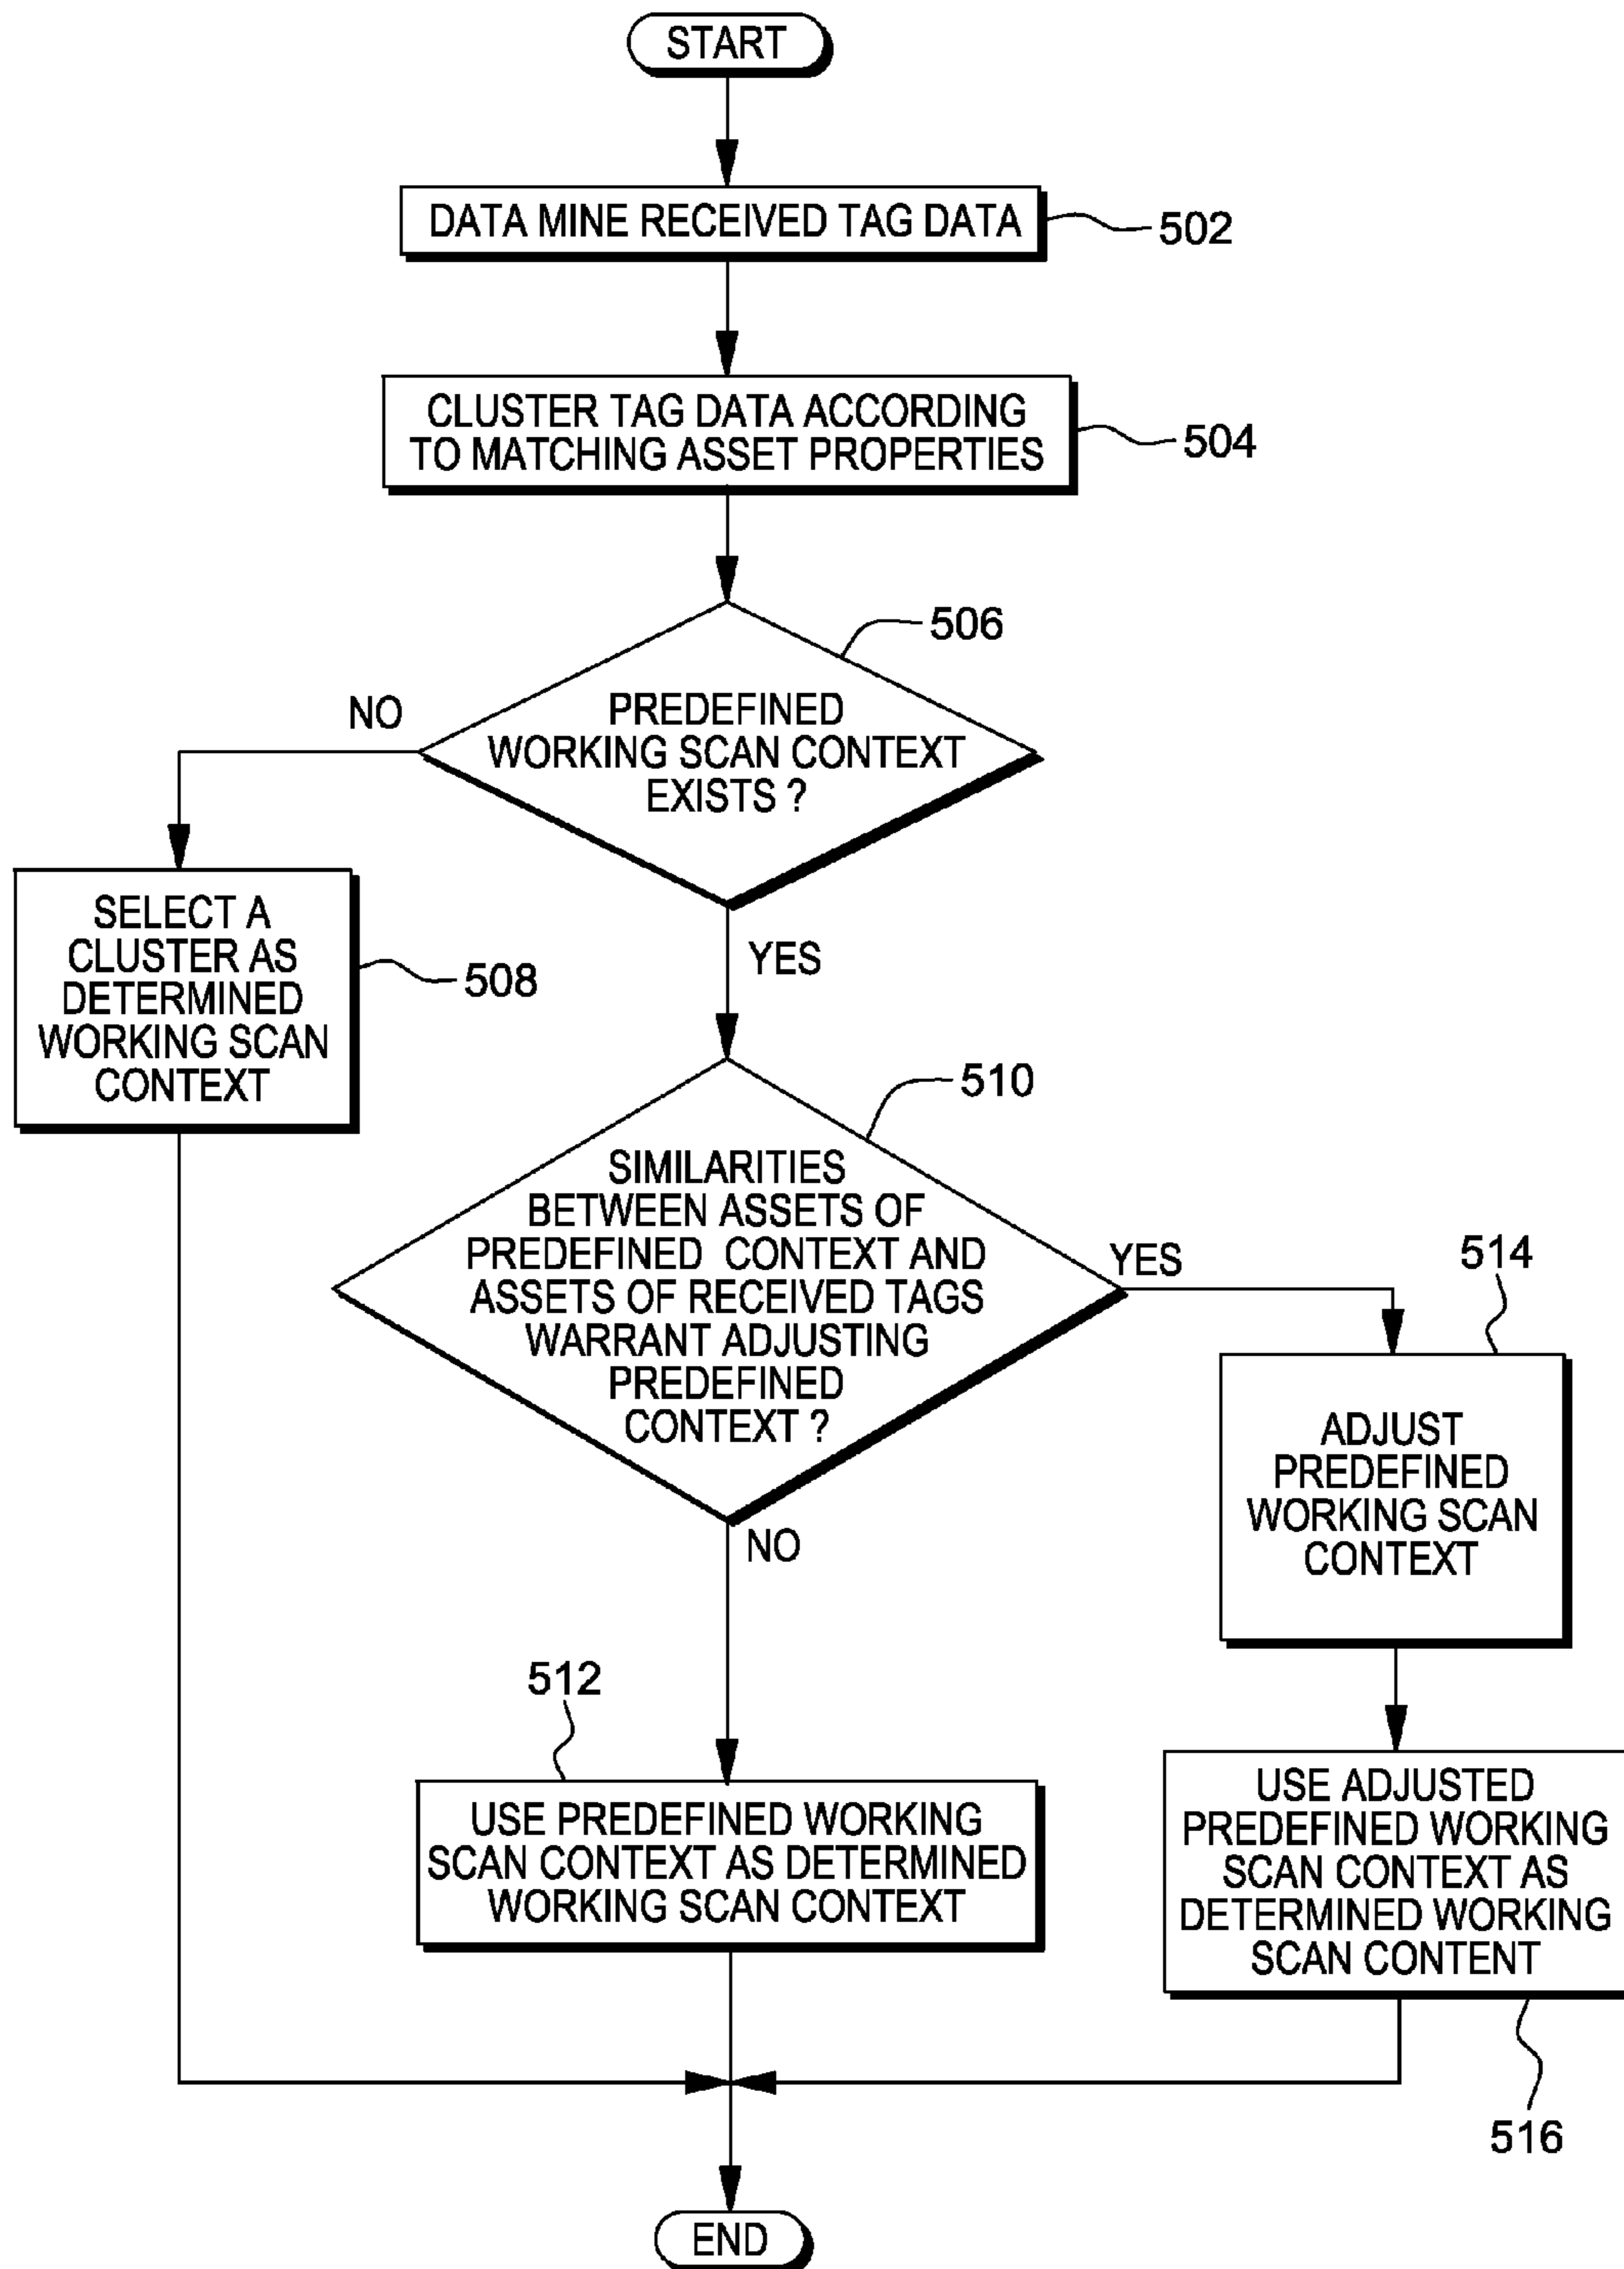 START
DATA MINE RECEIVED TAG DATA
502
CLUSTER TAG DATA ACCORDING
TO MATCHING ASSET PROPERTIES
504
506
PREDEFINED
WORKING SCAN CONTEXT
EXISTS ?
NO
YES
SELECT A
CLUSTER AS
DETERMINED
WORKING SCAN
CONTEXT
508
510
SIMILARITIES
BETWEEN ASSETS OF
PREDEFINED CONTEXT AND
ASSETS OF RECEIVED TAGS
WARRANT ADJUSTING
PREDEFINED
CONTEXT ?
YES
NO
514
ADJUST
PREDEFINED
WORKING SCAN
CONTEXT
512
USE PREDEFINED WORKING
SCAN CONTEXT AS DETERMINED
WORKING SCAN CONTEXT
USE ADJUSTED
PREDEFINED WORKING
SCAN CONTEXT AS
DETERMINED WORKING
SCAN CONTENT
516
END